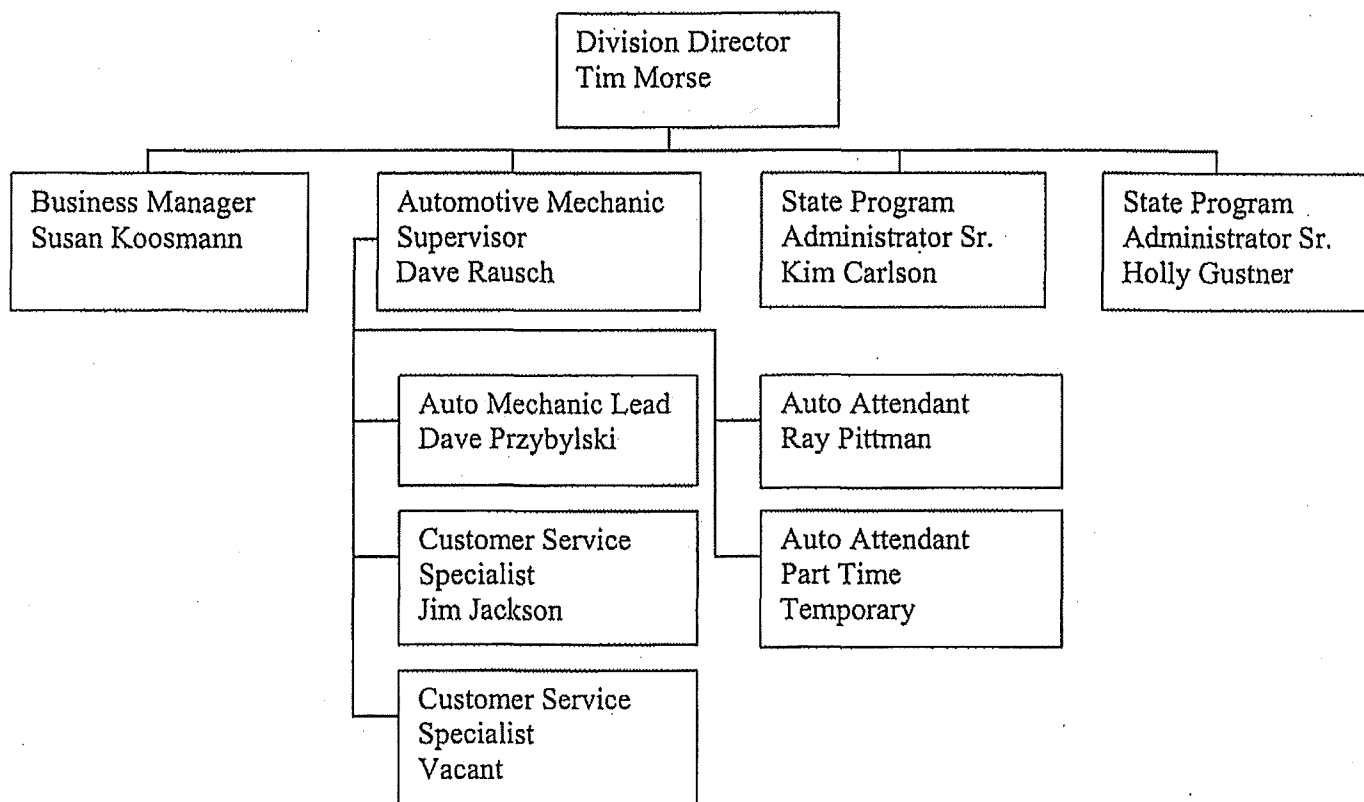 Division Director
Tim Morse
Business Manager
Susan Koosmann
Automotive Mechanic
Supervisor
Dave Rausch
State Program
Administrator Sr.
Kim Carlson
State Program
Administrator Sr.
Holly Gustner
Auto Mechanic Lead
Dave Przybylski
Auto Attendant
Ray Pittman
Customer Service
Specialist
Jim Jackson
Auto Attendant
Part Time
Temporary
Customer Service
Specialist
Vacant